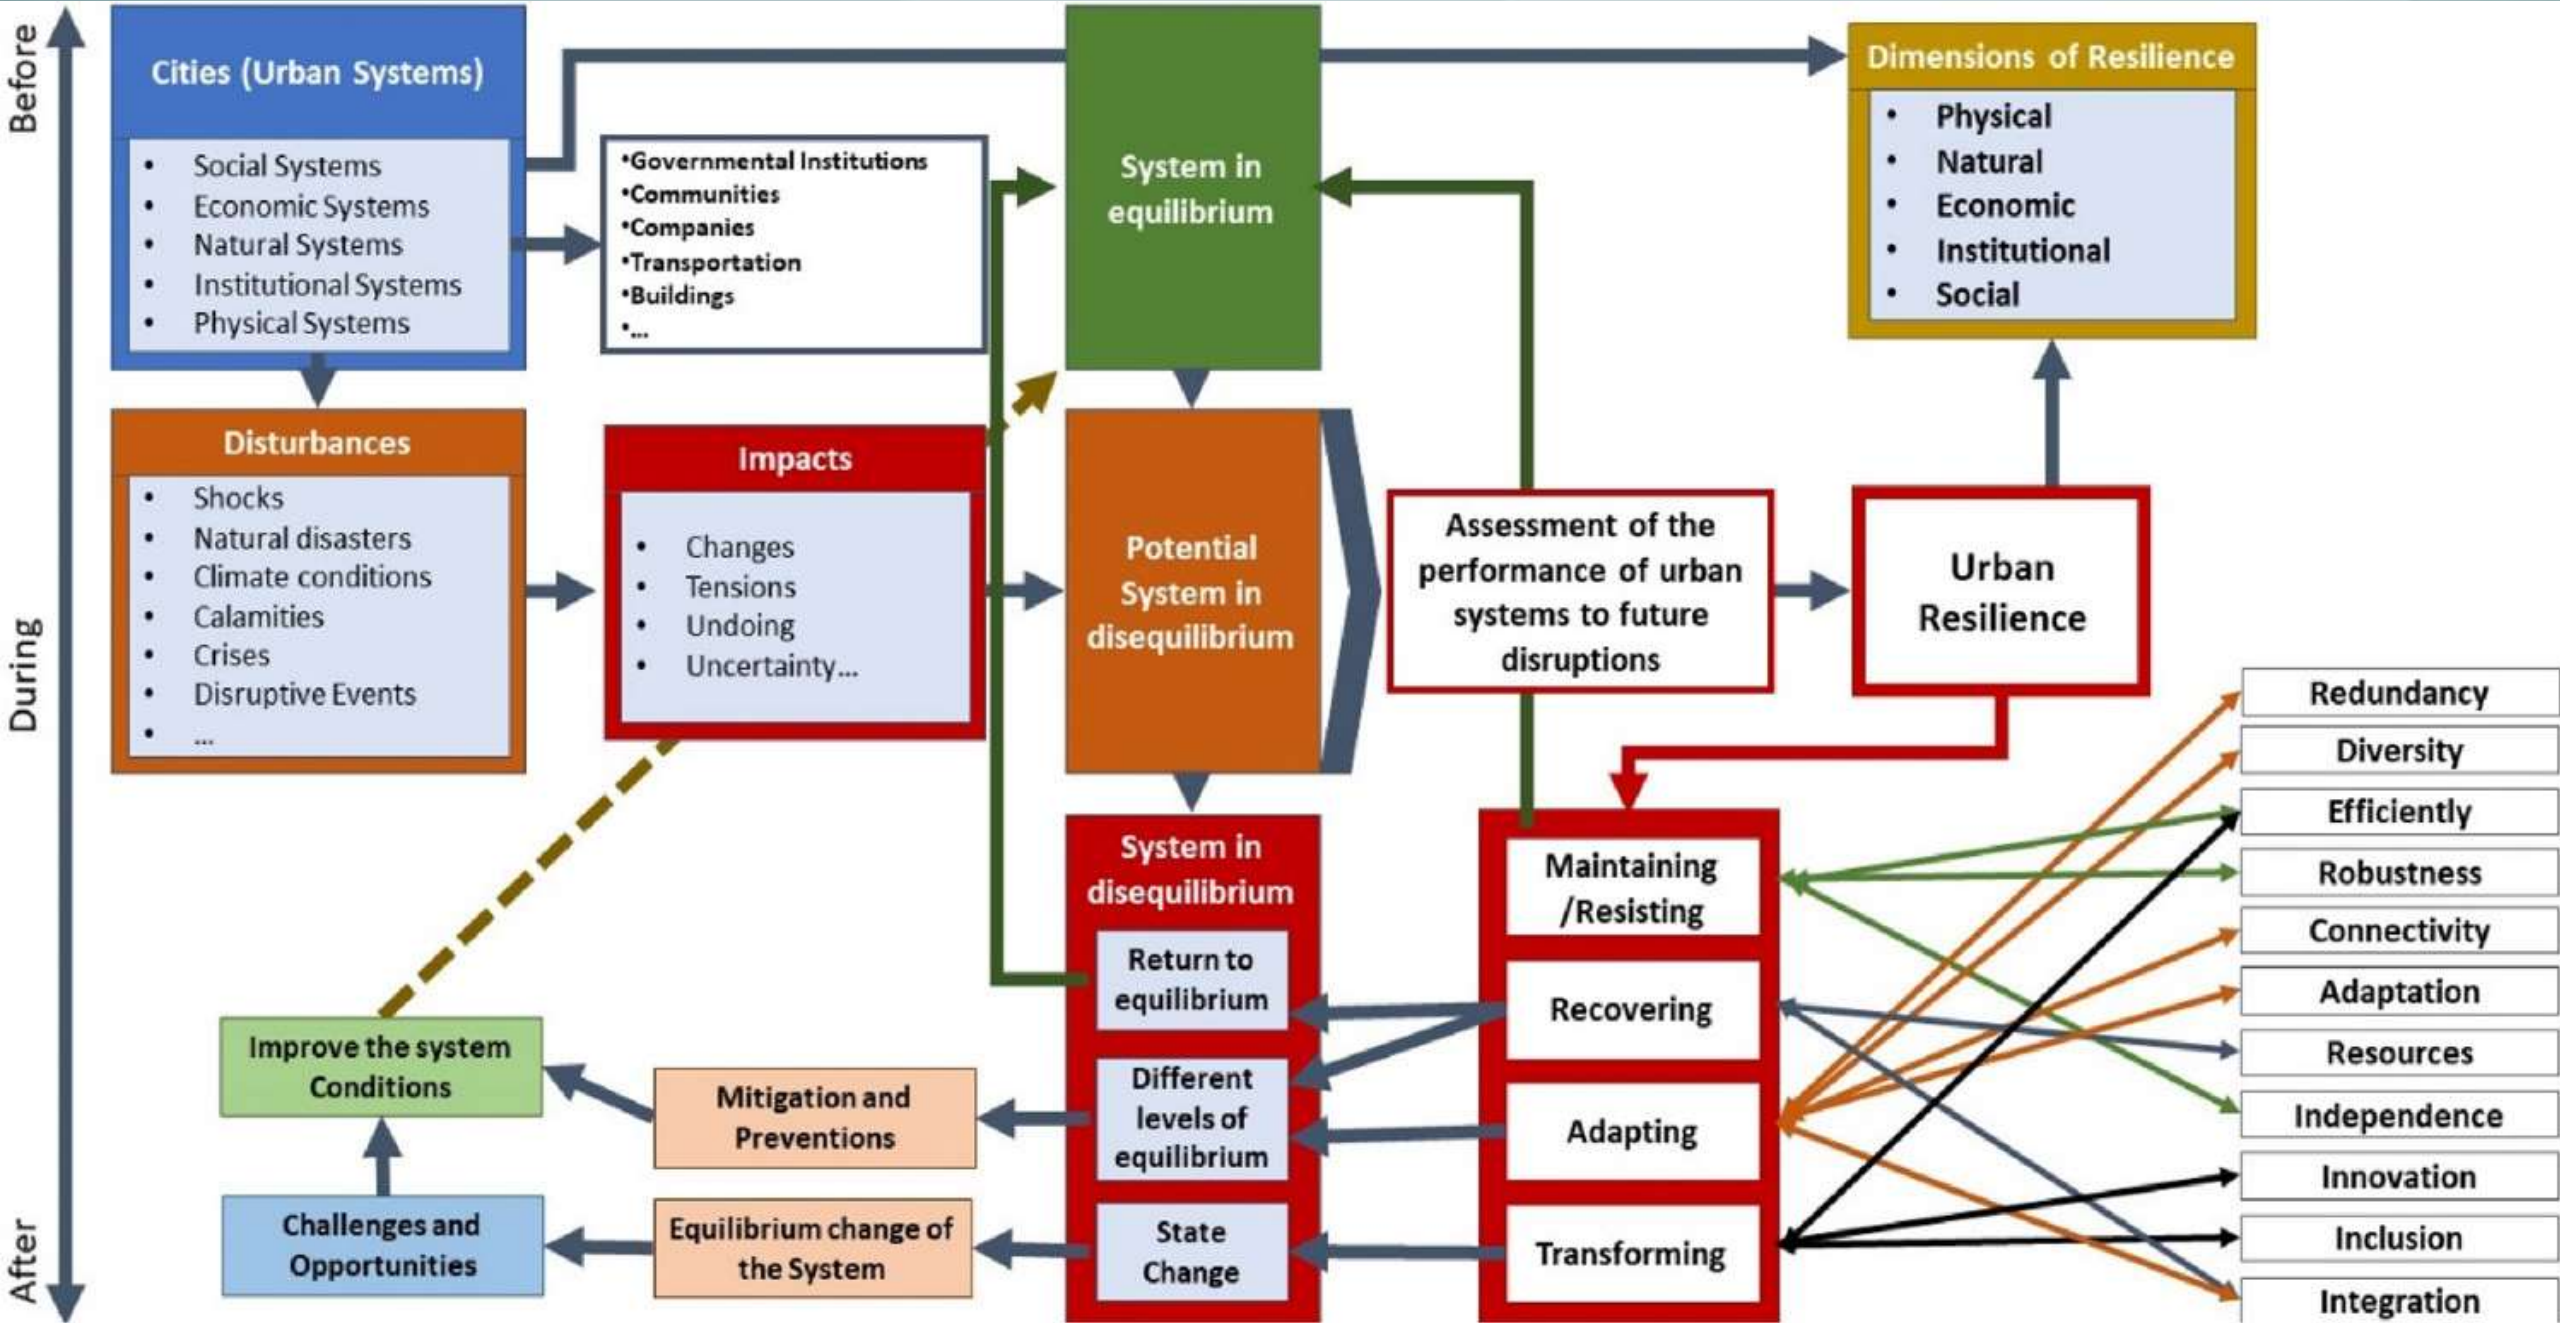 Before
During
After
Cities (Urban Systems)
• Social Systems
• Economic Systems
• Natural Systems
• Institutional Systems
• Physical Systems
•Governmental Institutions
•Communities
•Companies
•Transportation
•Buildings
•...
System in
equilibrium
Dimensions of Resilience
• Physical
• Natural
• Economic
• Institutional
• Social
Disturbances
• Shocks
• Natural disasters
• Climate conditions
• Calamities
• Crises
• Disruptive Events
• ...
Impacts
• Changes
• Tensions
• Undoing
• Uncertainty...
Potential
System in
disequilibrium
Assessment of the
performance of urban
systems to future
disruptions
Urban
Resilience
System in
disequilibrium
Return to
equilibrium
Different
levels of
equilibrium
State
Change
Maintaining
/Resisting
Recovering
Adapting
Transforming
Redundancy
Diversity
Efficiently
Robustness
Connectivity
Adaptation
Resources
Independence
Innovation
Inclusion
Integration
Improve the system
Conditions
Mitigation and
Preventions
Challenges and
Opportunities
Equilibrium change of
the System